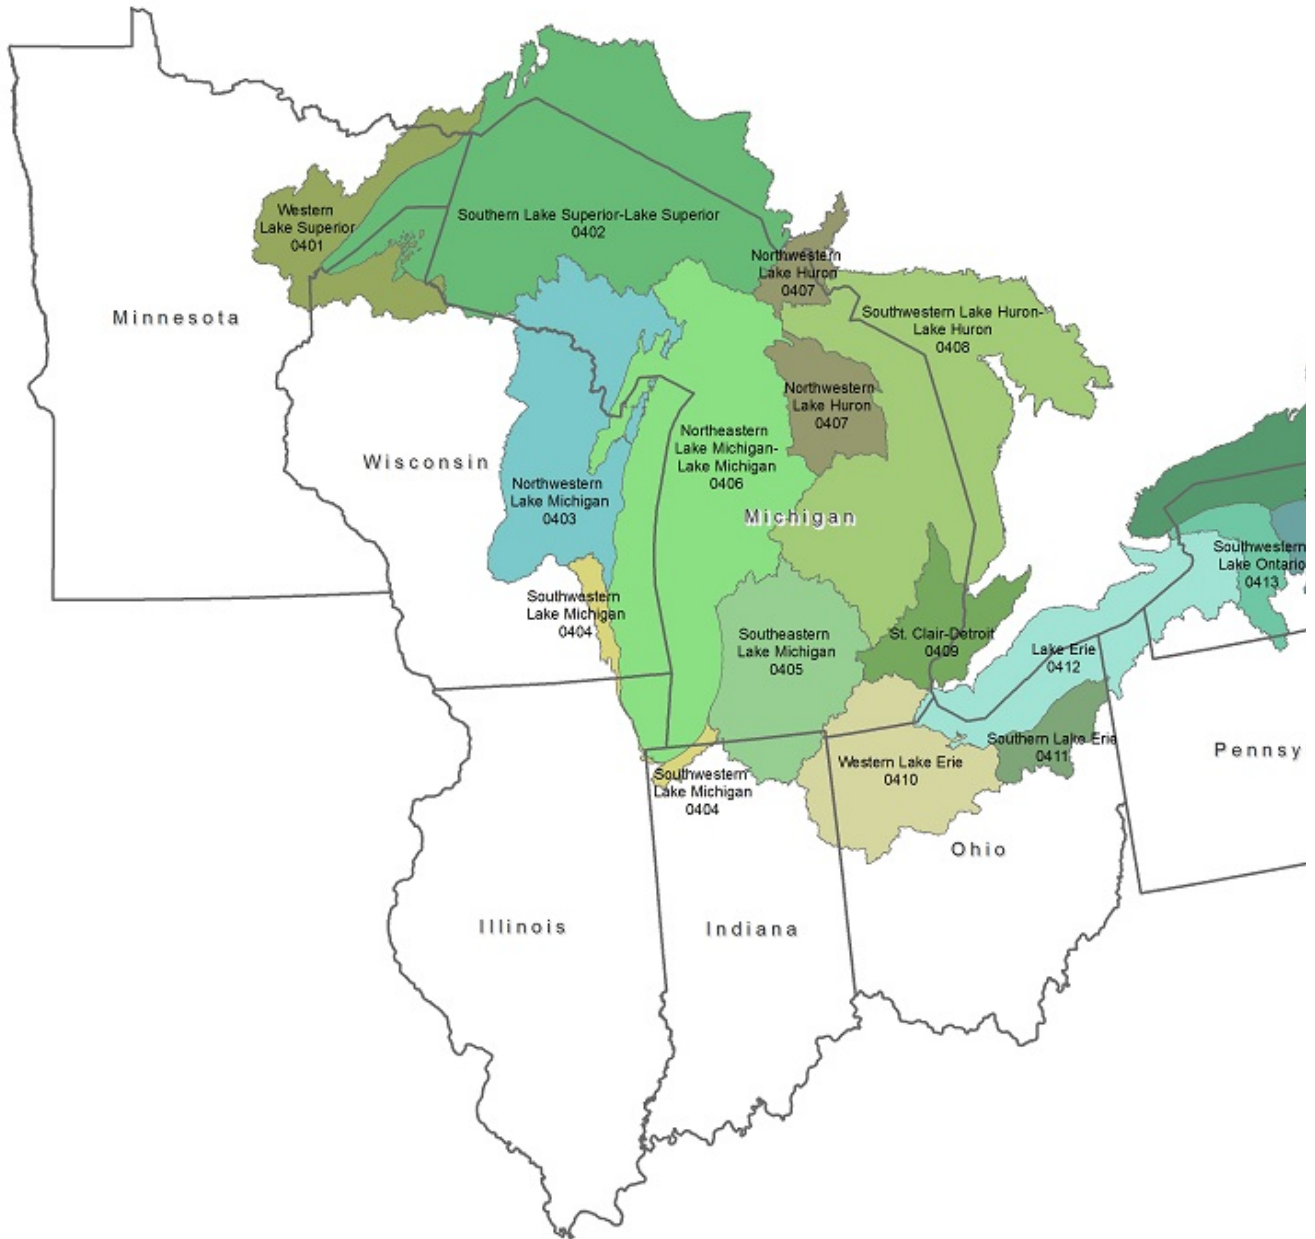 Western
Lake Superior
0401
Southern Lake Superior-Lake Superior
0402
Northwestern
Lake Huron
0407
Southwestern Lake Huron-
Lake Huron
0408
Minnesota
Northwestern
Lake Huron
0407
Wisconsin
Northeastern
Lake Michigan-
Lake Michigan
0406
Northwestern
Lake Michigan
0403
Michigan
Southwestern
Lake Ontario
0413
Southwestern
Lake Michigan
0404
Southeastern
Lake Michigan
0405
St. Clair-Detroit
0409
Lake Erie
0412
Southern Lake Erie
0411
Pennsy
Western Lake Erie
0410
Southwestern
Lake Michigan
0404
Ohio
Illinois
Indiana